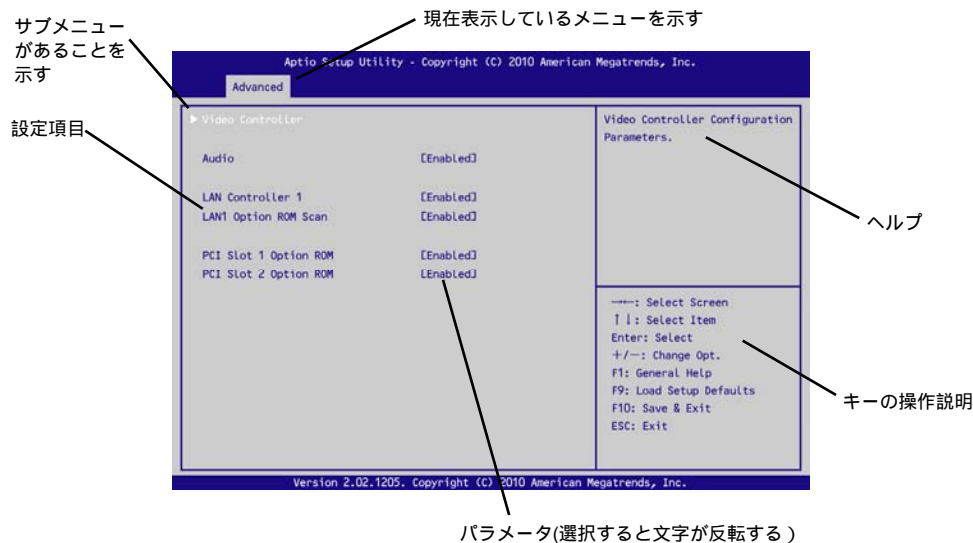 現在表示しているメニューを示す
サブメニュー
があることを
示す
Aptio Setup Utility - Copyright (C) 2010 American Megatrends, Inc.
Advanced
▶ Video Controller
設定項目
Audio [Enabled]
LAN Controller 1 [Enabled]
LAN1 Option ROM Scan [Enabled]
PCI Slot 1 Option ROM [Enabled]
PCI Slot 2 Option ROM [Enabled]
Video Controller Configuration
Parameters.
ヘルプ
→←: Select Screen
↑↓: Select Item
Enter: Select
+/−: Change Opt.
F1: General Help
F9: Load Setup Defaults
F10: Save & Exit
ESC: Exit
キーの操作説明
Version 2.02.1205. Copyright (C) 2010 American Megatrends, Inc.
パラメータ(選択すると文字が反転する)